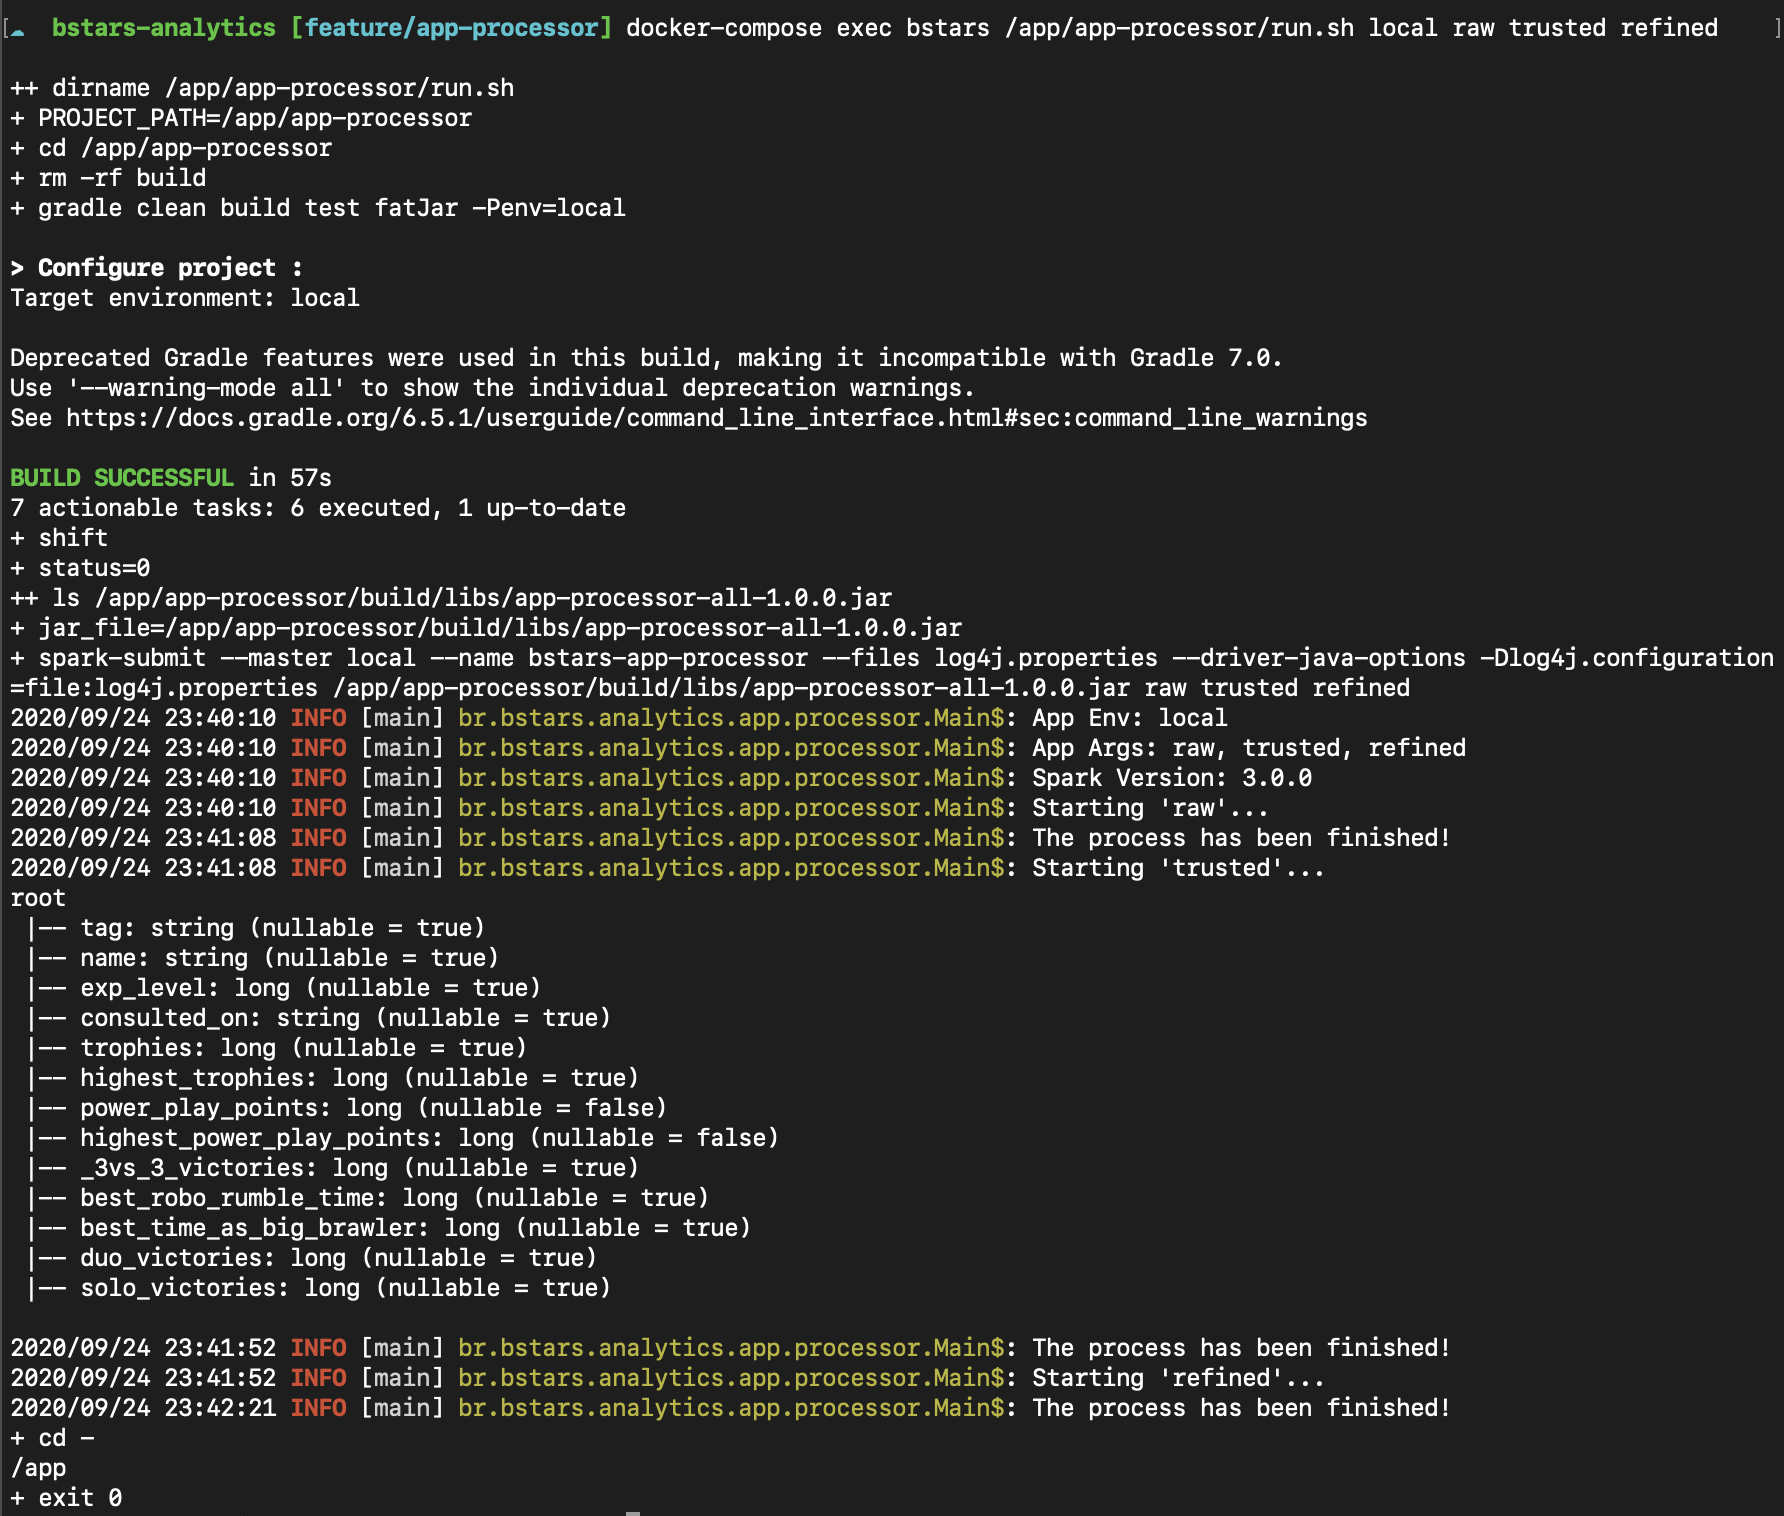 [☁ bstars-analytics [feature/app-processor] docker-compose exec bstars /app/app-processor/run.sh local raw trusted refined ]
++ dirname /app/app-processor/run.sh
+ PROJECT_PATH=/app/app-processor
+ cd /app/app-processor
+ rm -rf build
+ gradle clean build test fatJar -Penv=local
> Configure project :
Target environment: local
Deprecated Gradle features were used in this build, making it incompatible with Gradle 7.0.
Use '--warning-mode all' to show the individual deprecation warnings.
See https://docs.gradle.org/6.5.1/userguide/command_line_interface.html#sec:command_line_warnings
BUILD SUCCESSFUL in 57s
7 actionable tasks: 6 executed, 1 up-to-date
+ shift
+ status=0
++ ls /app/app-processor/build/libs/app-processor-all-1.0.0.jar
+ jar_file=/app/app-processor/build/libs/app-processor-all-1.0.0.jar
+ spark-submit --master local --name bstars-app-processor --files log4j.properties --driver-java-options -Dlog4j.configuration
=file:log4j.properties /app/app-processor/build/libs/app-processor-all-1.0.0.jar raw trusted refined
2020/09/24 23:40:10 INFO [main] br.bstars.analytics.app.processor.Main$: App Env: local
2020/09/24 23:40:10 INFO [main] br.bstars.analytics.app.processor.Main$: App Args: raw, trusted, refined
2020/09/24 23:40:10 INFO [main] br.bstars.analytics.app.processor.Main$: Spark Version: 3.0.0
2020/09/24 23:40:10 INFO [main] br.bstars.analytics.app.processor.Main$: Starting 'raw'...
2020/09/24 23:41:08 INFO [main] br.bstars.analytics.app.processor.Main$: The process has been finished!
2020/09/24 23:41:08 INFO [main] br.bstars.analytics.app.processor.Main$: Starting 'trusted'...
root
 |-- tag: string (nullable = true)
 |-- name: string (nullable = true)
 |-- exp_level: long (nullable = true)
 |-- consulted_on: string (nullable = true)
 |-- trophies: long (nullable = true)
 |-- highest_trophies: long (nullable = true)
 |-- power_play_points: long (nullable = false)
 |-- highest_power_play_points: long (nullable = false)
 |-- _3vs_3_victories: long (nullable = true)
 |-- best_robo_rumble_time: long (nullable = true)
 |-- best_time_as_big_brawler: long (nullable = true)
 |-- duo_victories: long (nullable = true)
 |-- solo_victories: long (nullable = true)
2020/09/24 23:41:52 INFO [main] br.bstars.analytics.app.processor.Main$: The process has been finished!
2020/09/24 23:41:52 INFO [main] br.bstars.analytics.app.processor.Main$: Starting 'refined'...
2020/09/24 23:42:21 INFO [main] br.bstars.analytics.app.processor.Main$: The process has been finished!
+ cd -
/app
+ exit 0